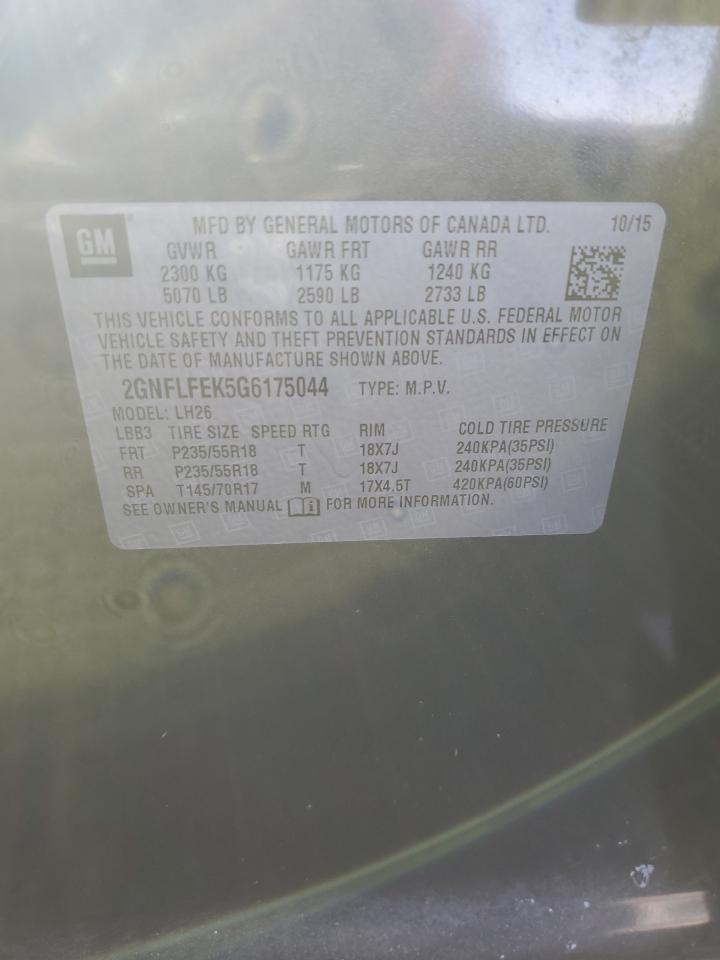 GM MFD BY GENERAL MOTORS OF CANADA LTD. 10/15
GVWR GAWR FRT GAWR RR
2300 KG 1175 KG 1240 KG
5070 LB 2590 LB 2733 LB
THIS VEHICLE CONFORMS TO ALL APPLICABLE U.S. FEDERAL MOTOR
VEHICLE SAFETY AND THEFT PREVENTION STANDARDS IN EFFECT ON
THE DATE OF MANUFACTURE SHOWN ABOVE.
2GNFLFEK5G6175044 TYPE: M.P.V.
MODEL: LH26
LBB3 TIRE SIZE SPEED RTG RIM COLD TIRE PRESSURE
FRT P235/55R18 T 18X7J 240KPA(35PSI)
RR P235/55R18 T 18X7J 240KPA(35PSI)
SPA T145/70R17 M 17X4.5T 420KPA(60PSI)
SEE OWNER'S MANUAL i FOR MORE INFORMATION.